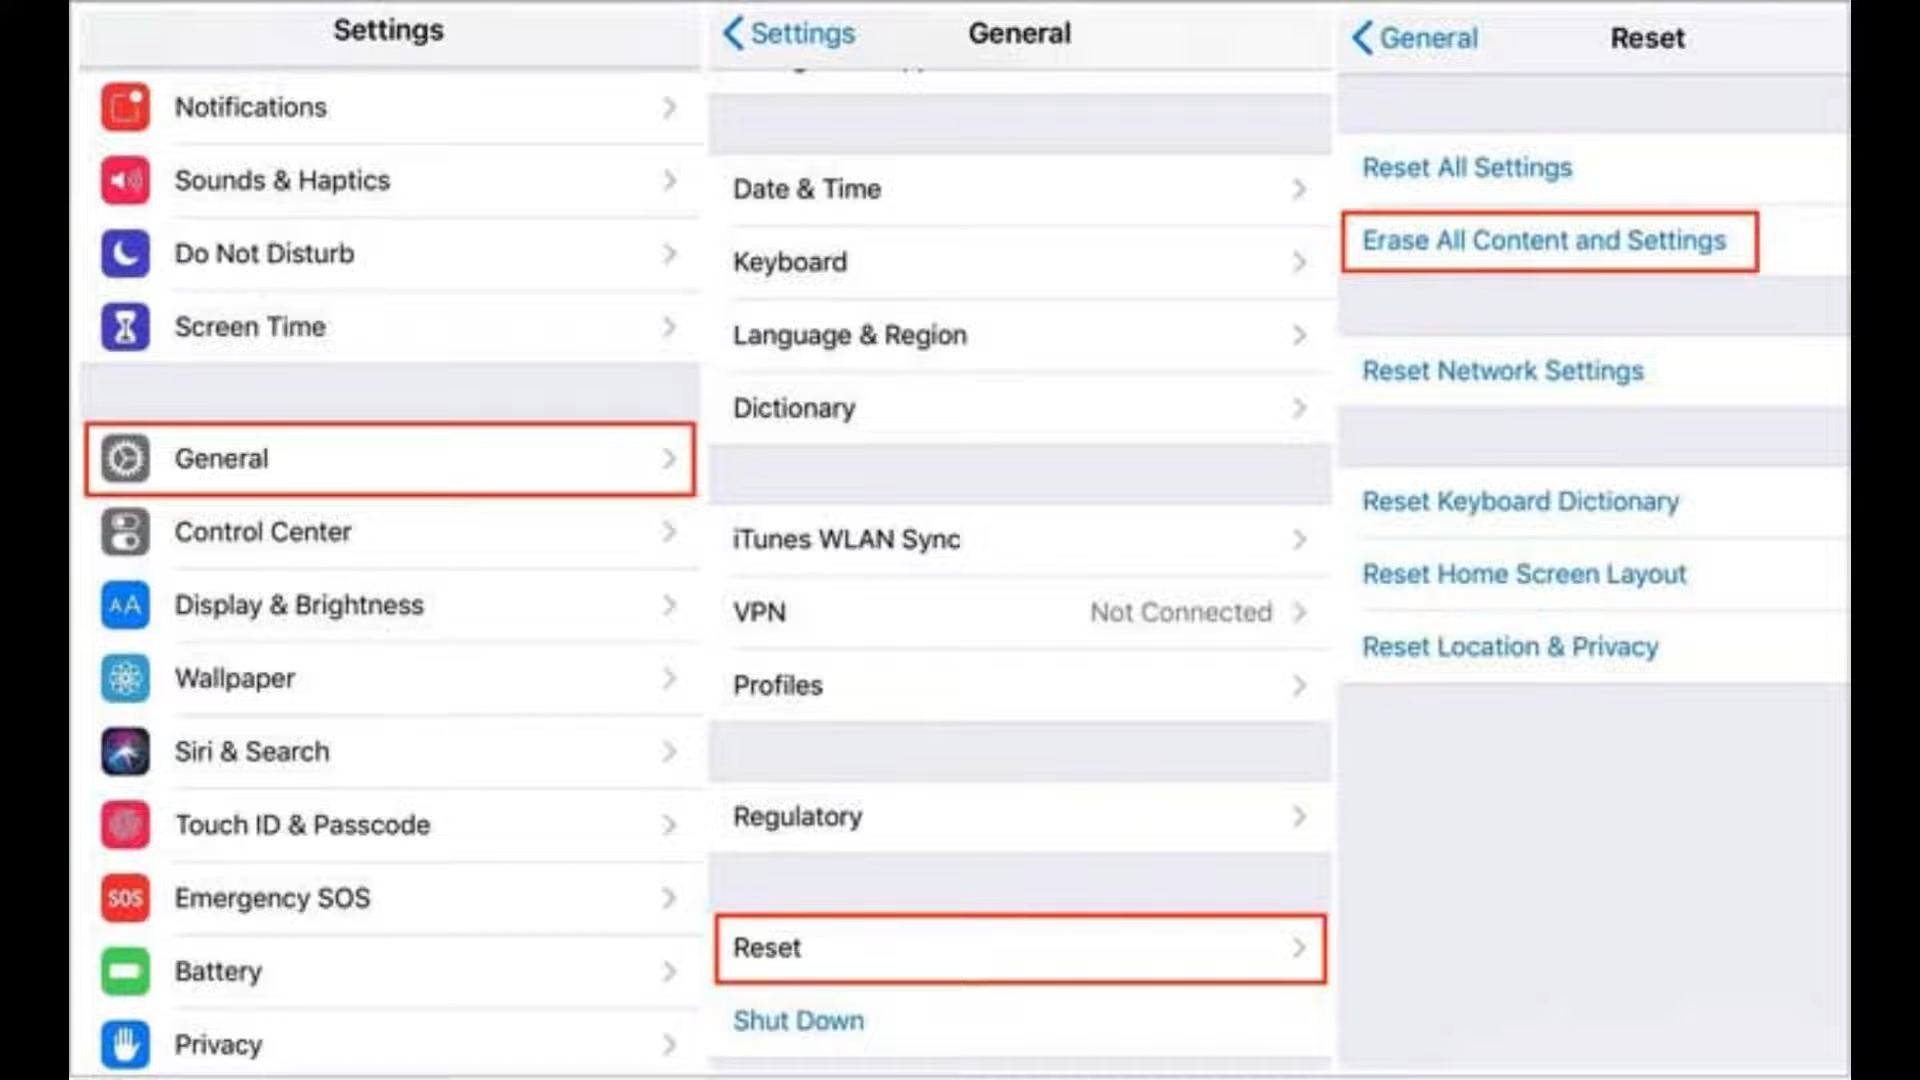 Settings
Notifications
Sounds & Haptics
Do Not Disturb
Screen Time
General
Control Center
AA
Display & Brightness
Wallpaper
Siri & Search
Touch ID & Passcode
SOS
Emergency SOS
Battery
Privacy
Settings
General
Date & Time
Keyboard
Language & Region
Dictionary
iTunes WLAN Sync
VPN Not Connected
Profiles
Regulatory
Reset
Shut Down
General
Reset
Reset All Settings
Erase All Content and Settings
Reset Network Settings
Reset Keyboard Dictionary
Reset Home Screen Layout
Reset Location & Privacy